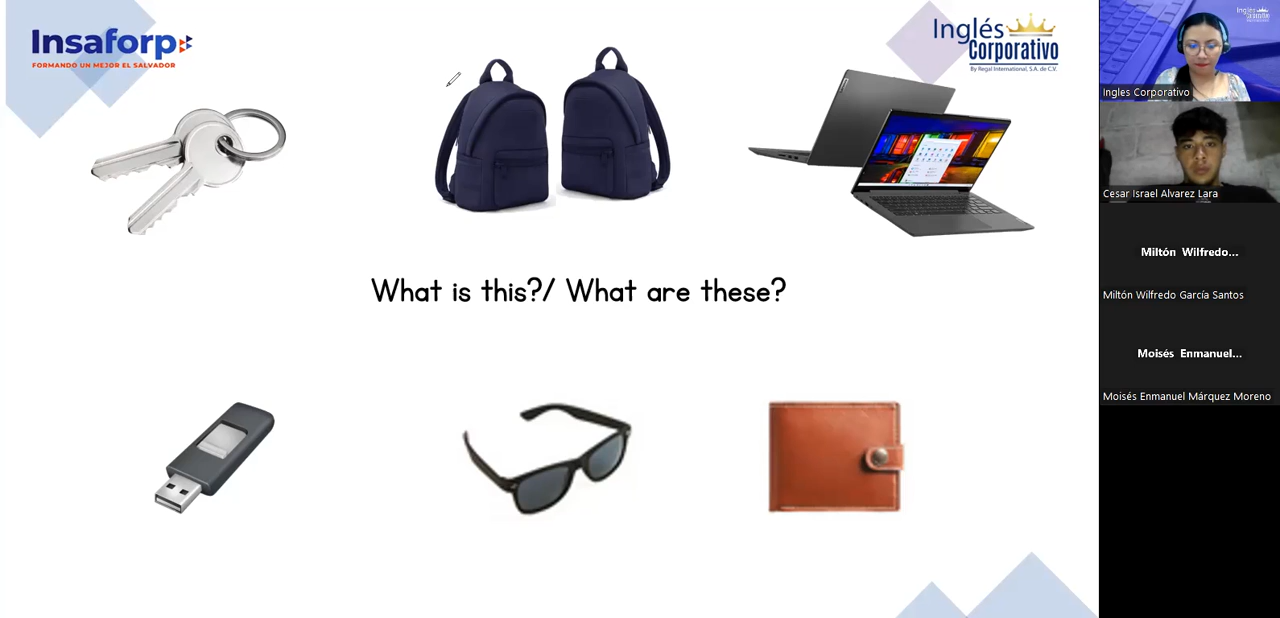 Insaforp
FORMANDO UN MEJOR EL SALVADOR
Inglés
Corporativo
By Regal International, S.A. de C.V.
What is this?/ What are these?
Ingles Corporativo
Cesar Israel Alvarez Lara
Miltón Wilfredo...
Miltón Wilfredo García Santos
Moisés Enmanuel...
Moisés Enmanuel Márquez Moreno